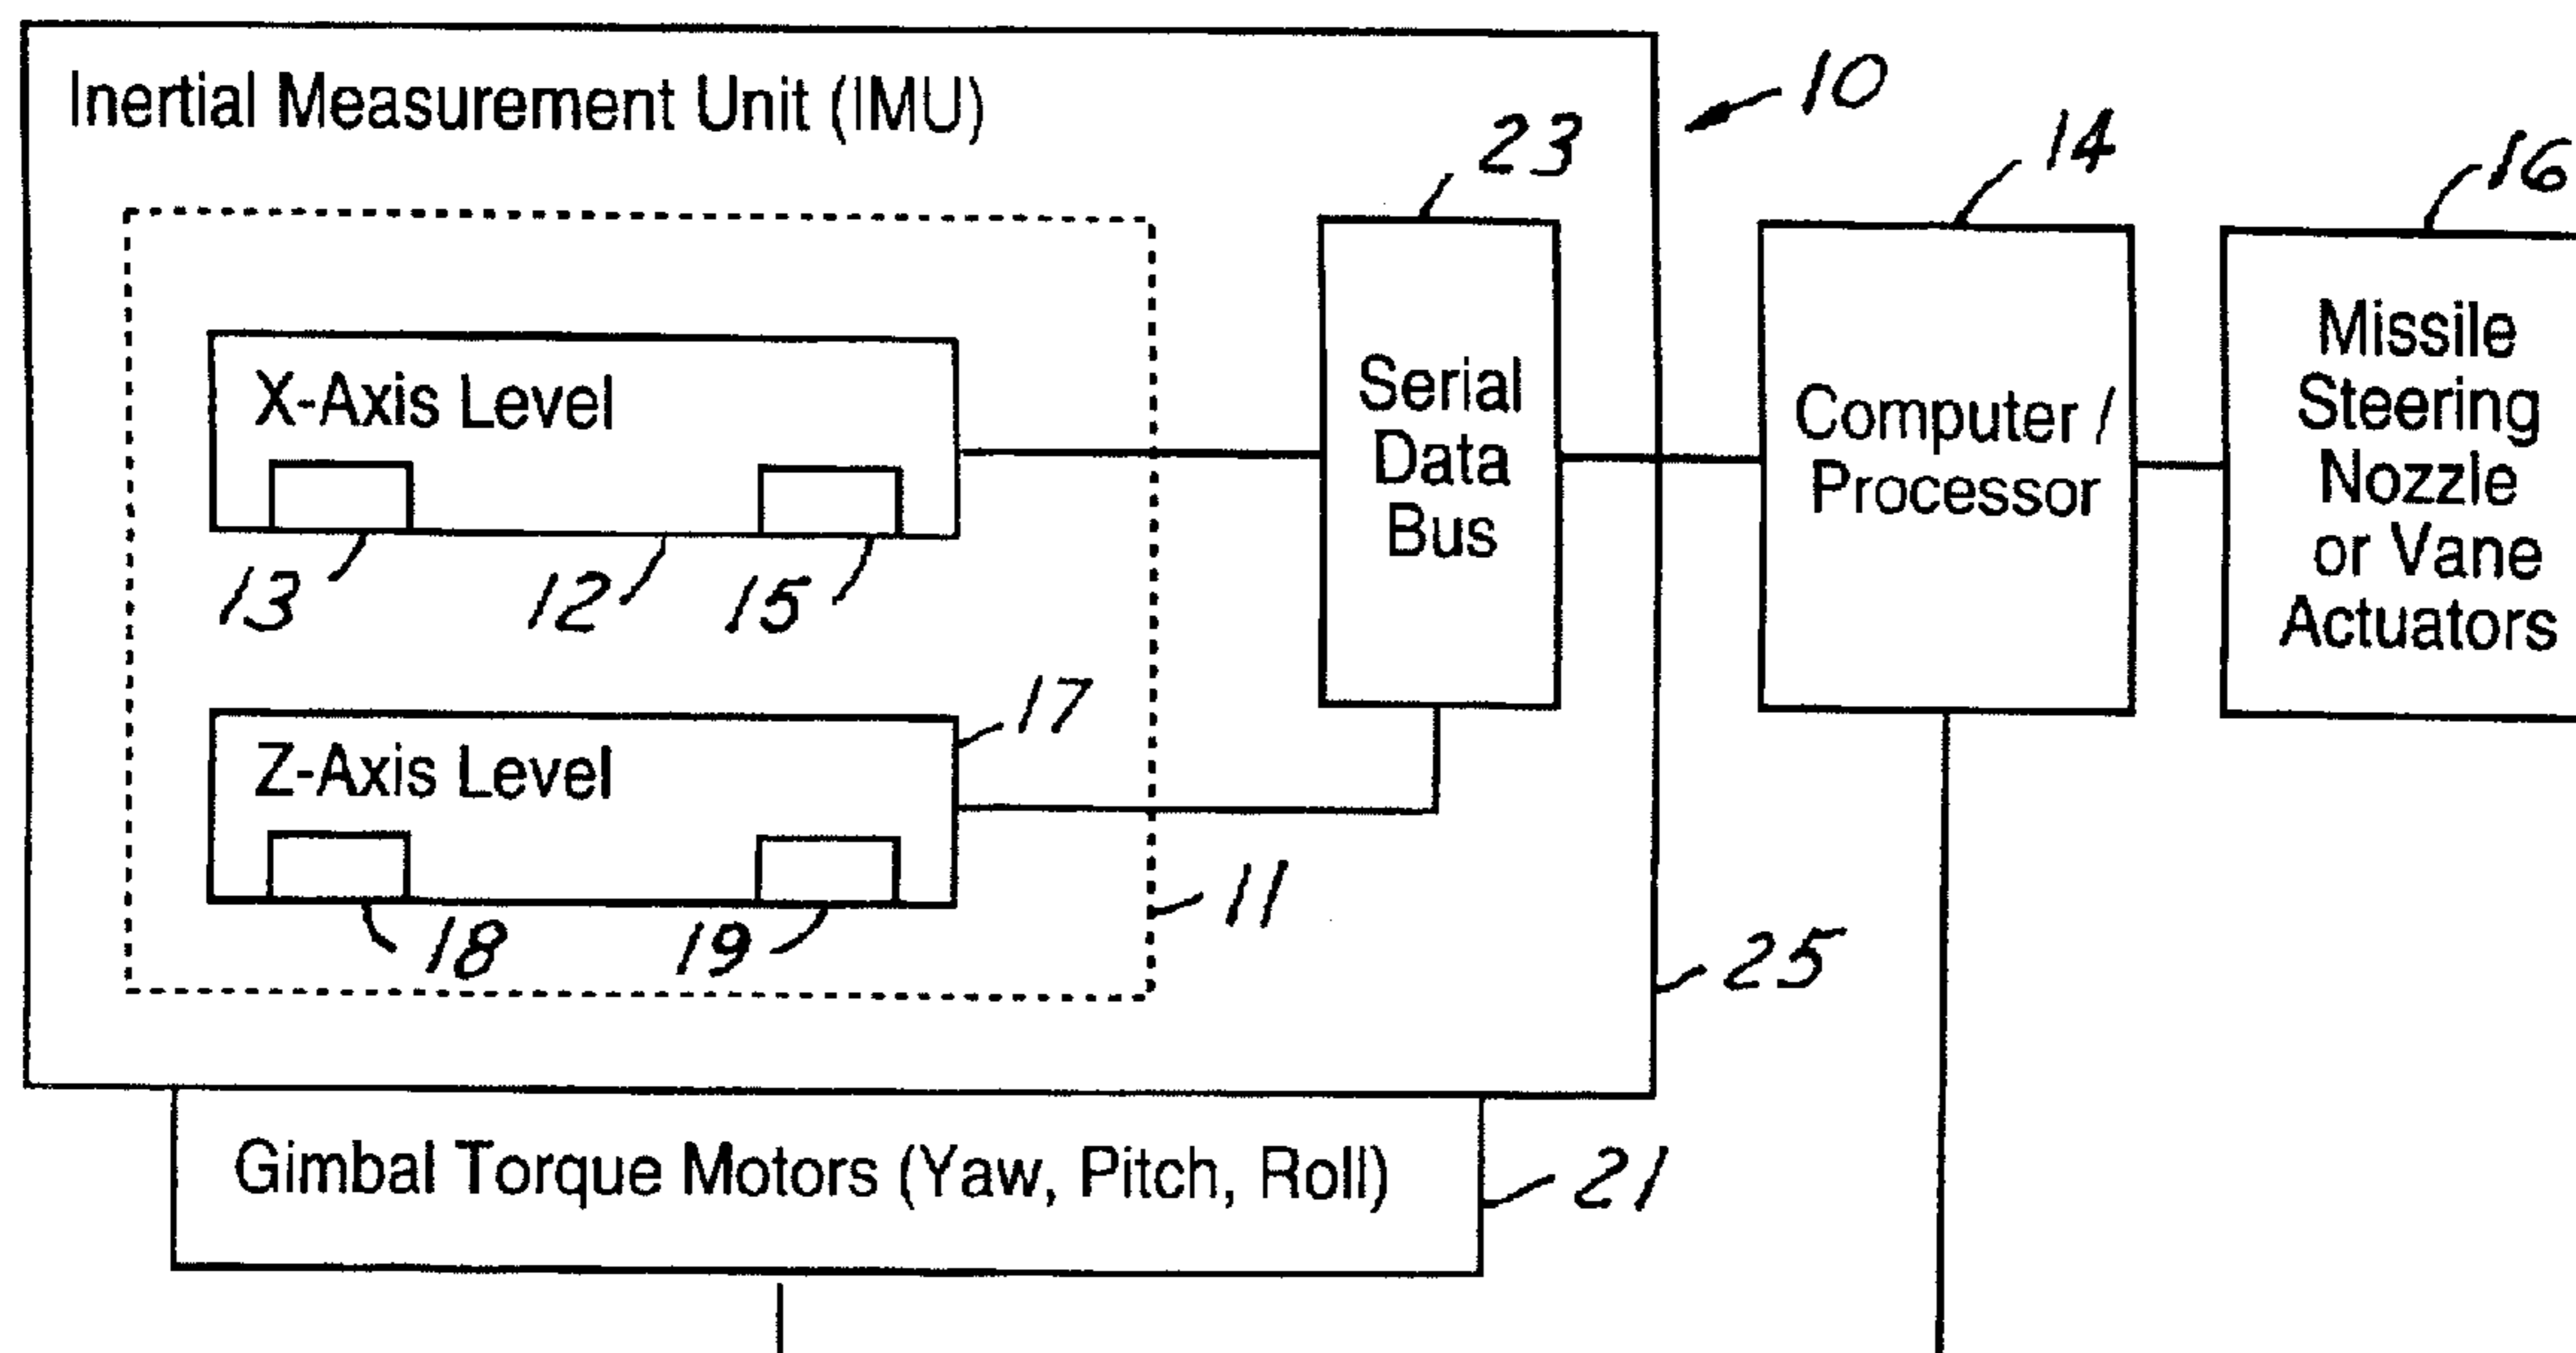 Inertial Measurement Unit (IMU)
10
23
14
16
X-Axis Level
13
12
15
Serial
Data
Bus
Computer /
Processor
Missile
Steering
Nozzle
or Vane
Actuators
17
Z-Axis Level
18
19
11
25
Gimbal Torque Motors (Yaw, Pitch, Roll)
21